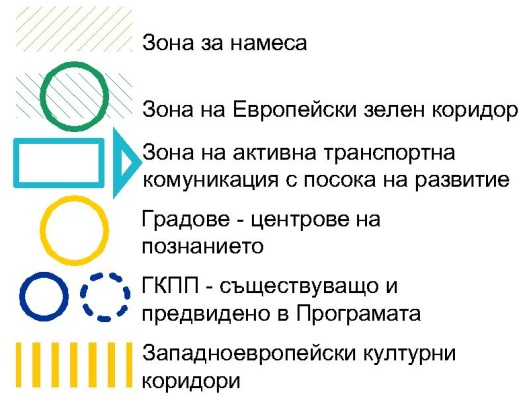 Зона за намеса
Зона на Европейски зелен коридор
Зона на активна транспортна
комуникация с посока на развитие
Градове - центрове на
познанието
ГКПП - съществуващо и
предвидено в Програмата
Западноевропейски културни
коридори